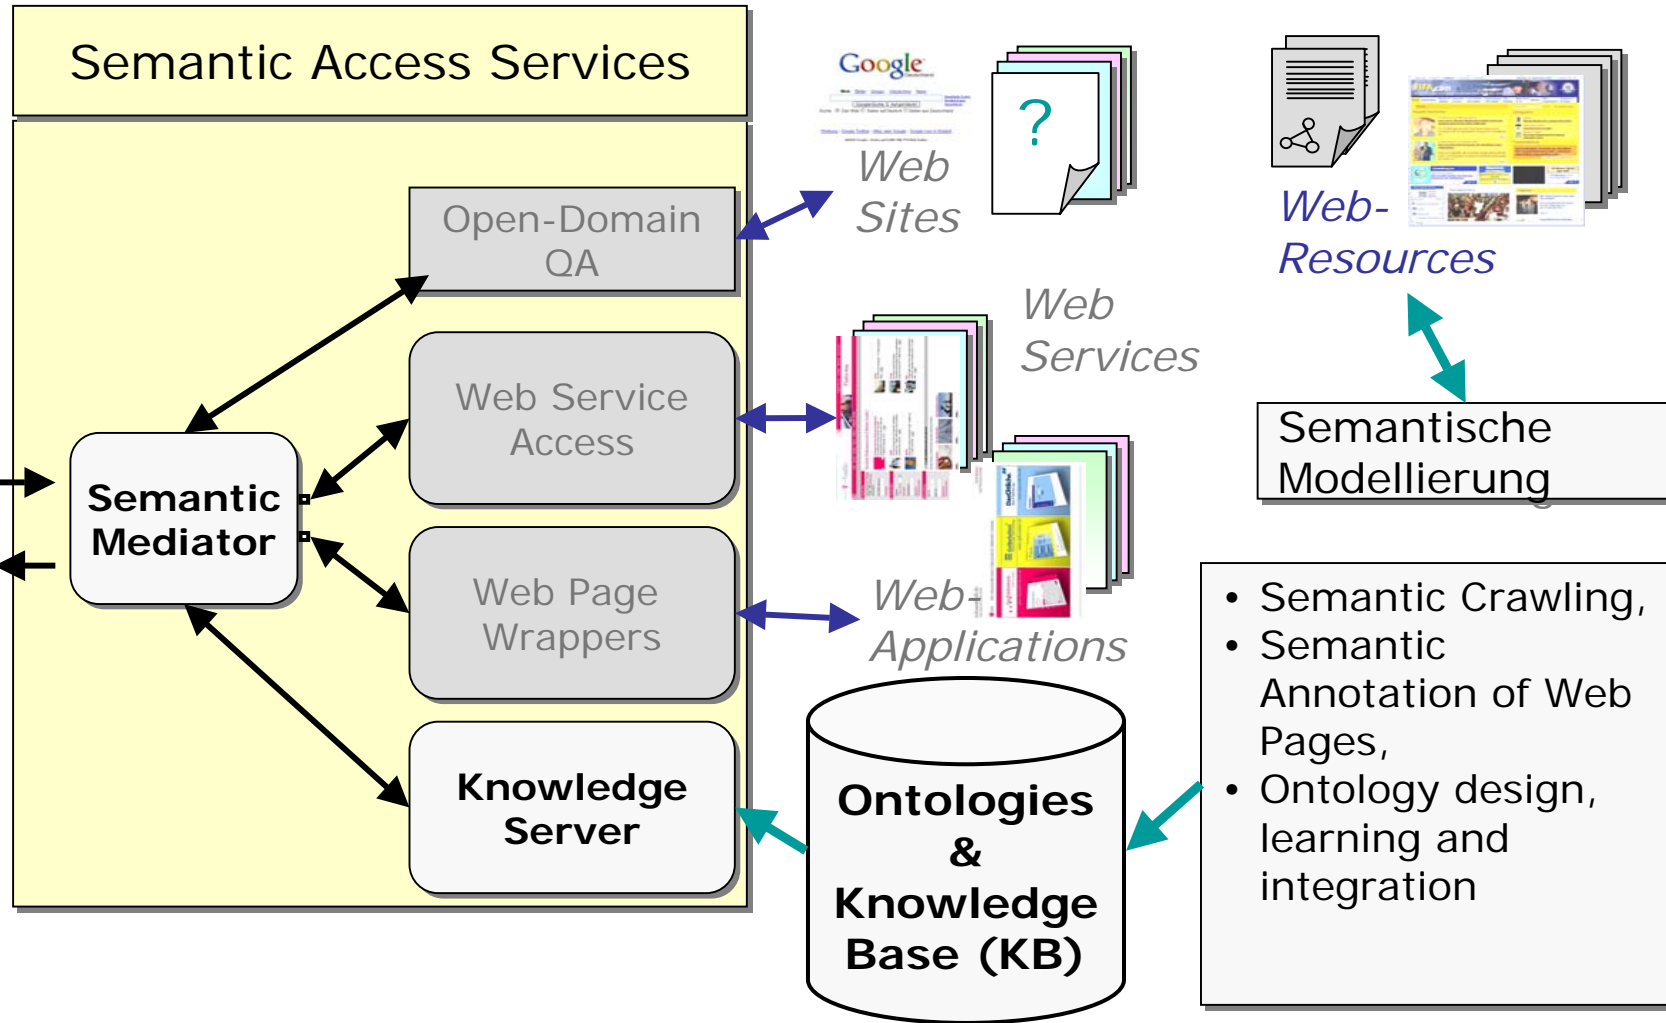 Semantic Access Services
Google
Deutschland
Web
Sites
?
Web-
Resources
Open-Domain
QA
Web
Services
Web Service
Access
Semantische
Modellierung
Semantic
Mediator
Web Page
Wrappers
Web-
Applications
• Semantic Crawling,
• Semantic
Annotation of Web
Pages,
• Ontology design,
learning and
integration
Knowledge
Server
Ontologies
&
Knowledge
Base (KB)